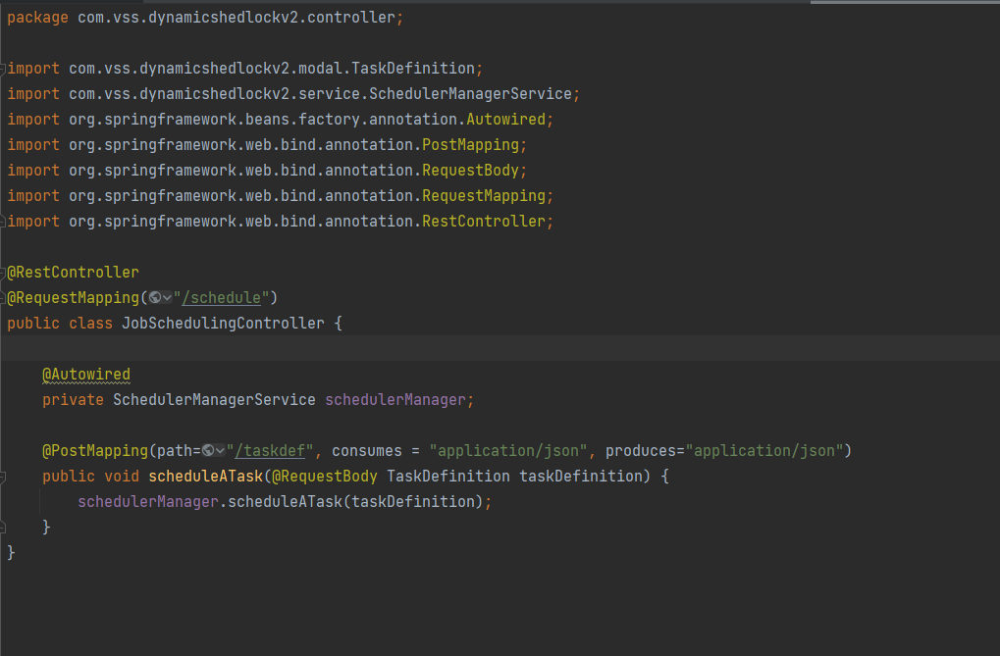 package com.vss.dynamicshedlockv2.controller;
import com.vss.dynamicshedlockv2.modal.TaskDefinition;
import com.vss.dynamicshedlockv2.service.SchedulerManagerService;
import org.springframework.beans.factory.annotation.Autowired;
import org.springframework.web.bind.annotation.PostMapping;
import org.springframework.web.bind.annotation.RequestBody;
import org.springframework.web.bind.annotation.RequestMapping;
import org.springframework.web.bind.annotation.RestController;
@RestController
@RequestMapping("/schedule")
public class JobSchedulingController {
@Autowired
private SchedulerManagerService schedulerManager;
@PostMapping(path="/taskdef", consumes = "application/json", produces="application/json")
public void scheduleATask(@RequestBody TaskDefinition taskDefinition) {
schedulerManager.scheduleATask(taskDefinition);
}
}